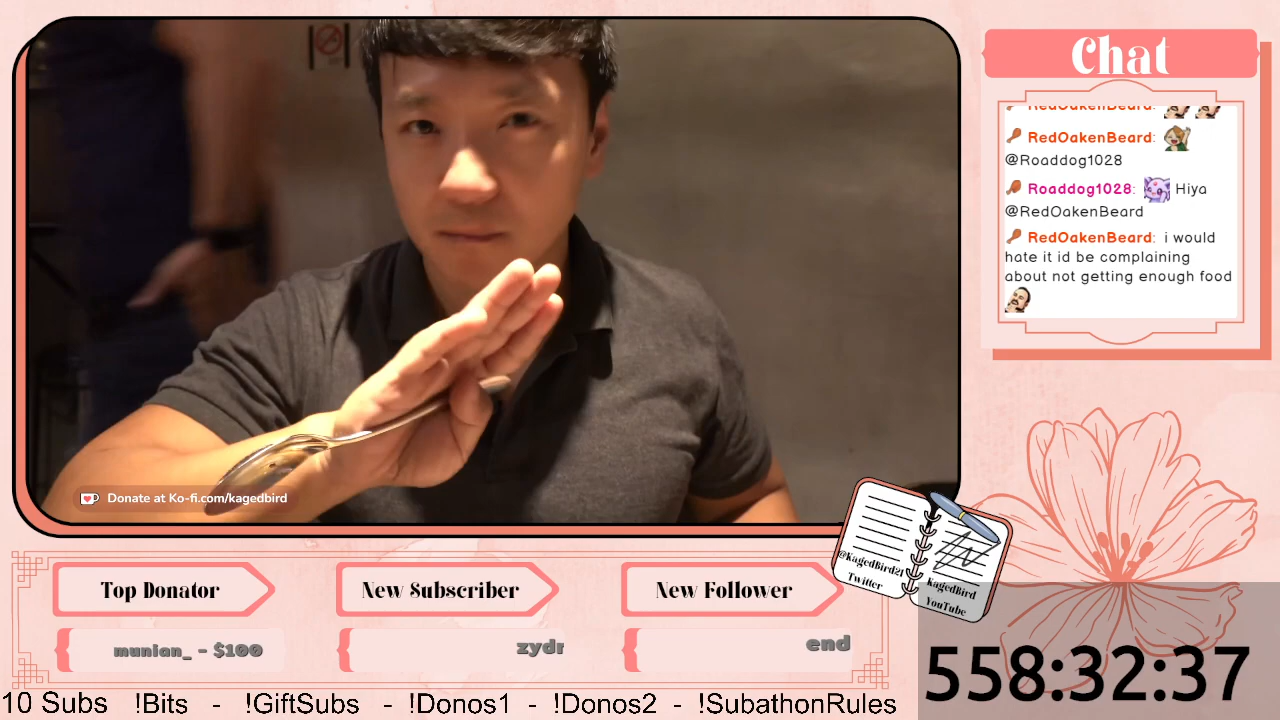 Chat
RedOakenBeard:
RedOakenBeard:
@Roaddog1028
Roaddog1028: Hiya
@RedOakenBeard
RedOakenBeard: i would
hate it id be complaining
about not getting enough food
Donate at Ko-fi.com/kagedbird
@KagedBird21
Twitter
KagedBird
YouTube
Top Donator
New Subscriber
New Follower
munian_ - $100
zydr
end
558:32:37
10 Subs !Bits - !GiftSubs - !Donos1 - !Donos2 - !SubathonRules